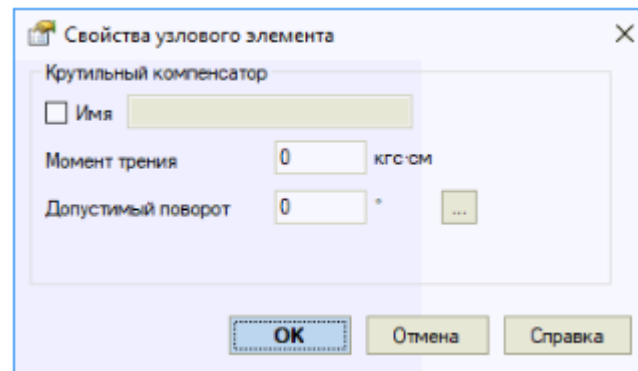 Свойства узлового элемента
Крутильный компенсатор
Имя
Момент трения 0 кгс·см
Допустимый поворот 0 ° ...
OK Отмена Справка